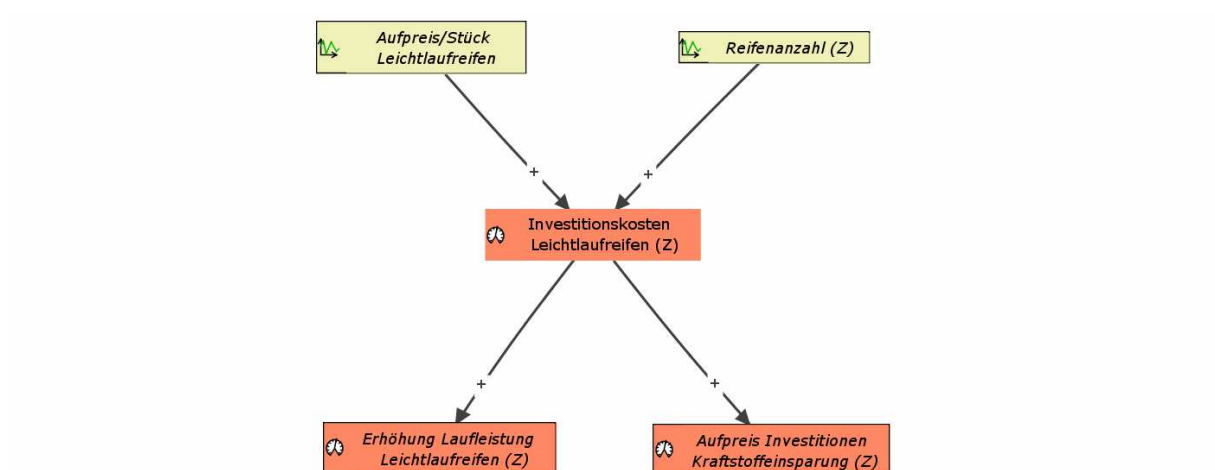 Aufpreis/Stück
Leichtlaufreifen
Reifenanzahl (Z)
+
+
Investitionskosten
Leichtlaufreifen (Z)
+
+
Erhöhung Laufleistung
Leichtlaufreifen (Z)
Aufpreis Investitionen
Kraftstoffeinsparung (Z)